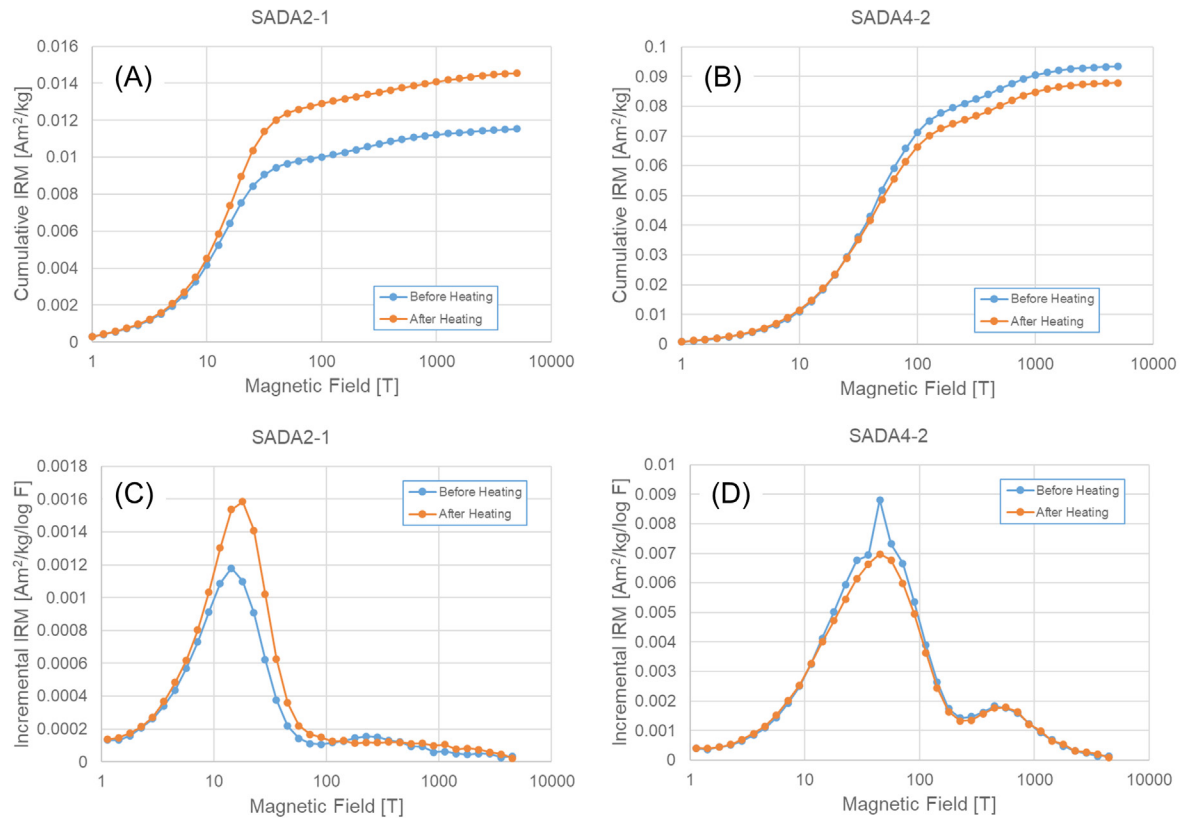 SADA2-1
(A)
Cumulative IRM [Am²/kg]
0.016
0.014
0.012
0.01
0.008
0.006
0.004
0.002
0
1
10
100
1000
10000
Magnetic Field [T]
Before Heating
After Heating
SADA4-2
(B)
Cumulative IRM [Am²/kg]
0.1
0.09
0.08
0.07
0.06
0.05
0.04
0.03
0.02
0.01
0
1
10
100
1000
10000
Magnetic Field [T]
Before Heating
After Heating
SADA2-1
(C)
Incremental IRM [Am²/kg/log F]
0.0018
0.0016
0.0014
0.0012
0.001
0.0008
0.0006
0.0004
0.0002
0
1
10
100
1000
10000
Magnetic Field [T]
Before Heating
After Heating
SADA4-2
(D)
Incremental IRM [Am²/kg/log F]
0.01
0.009
0.008
0.007
0.006
0.005
0.004
0.003
0.002
0.001
0
1
10
100
1000
10000
Magnetic Field [T]
Before Heating
After Heating